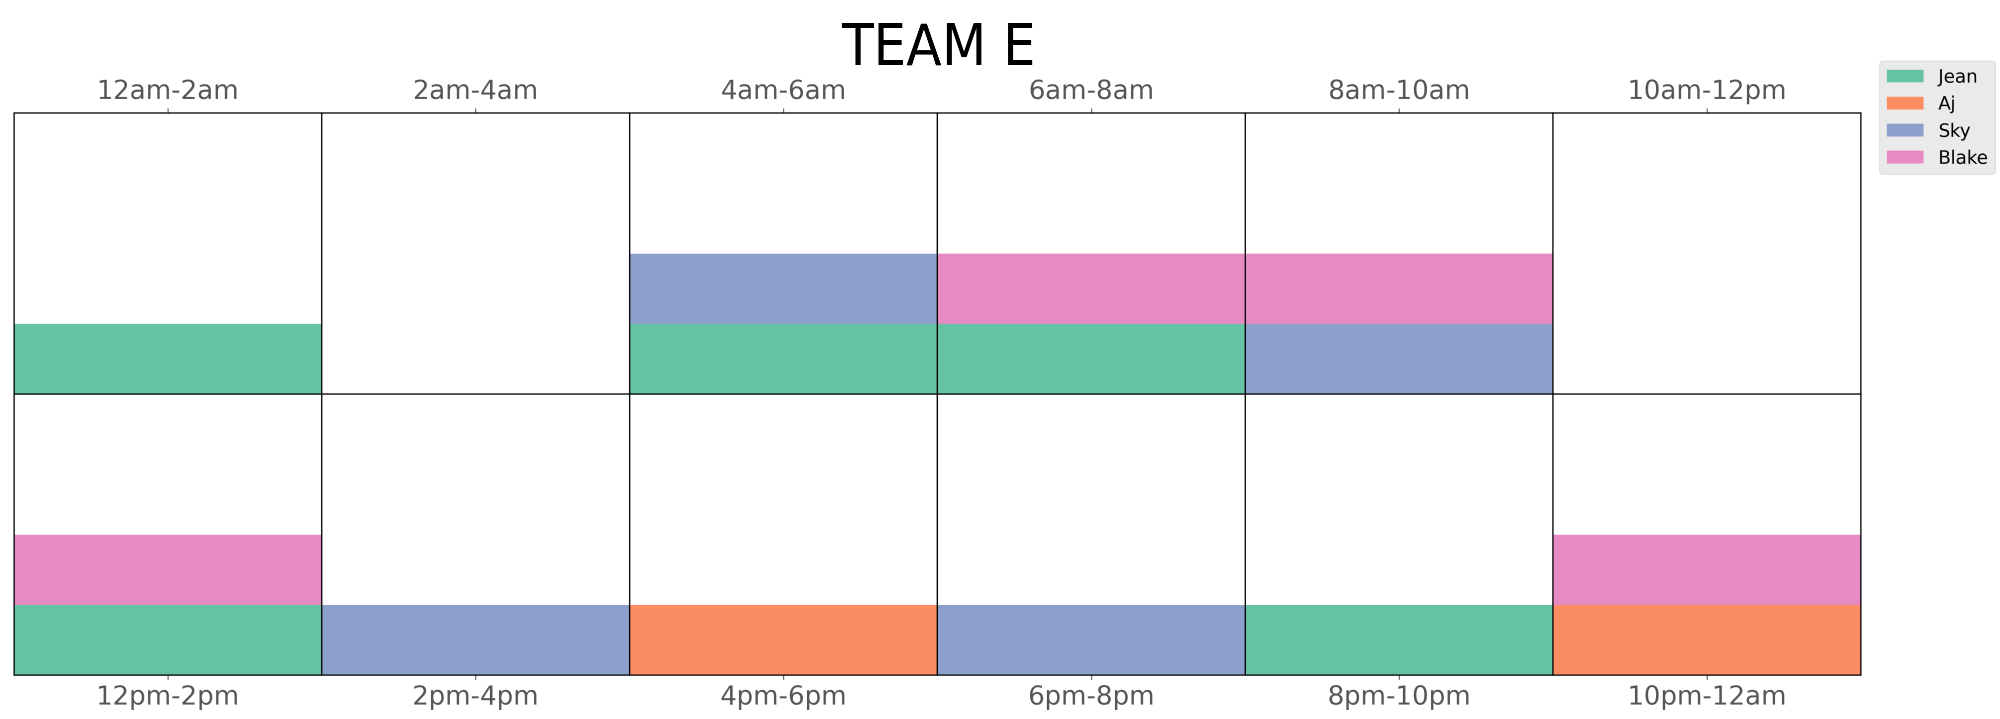 TEAM E
12am-2am 2am-4am 4am-6am 6am-8am 8am-10am 10am-12pm
Jean
Aj
Sky
Blake
12pm-2pm 2pm-4pm 4pm-6pm 6pm-8pm 8pm-10pm 10pm-12am